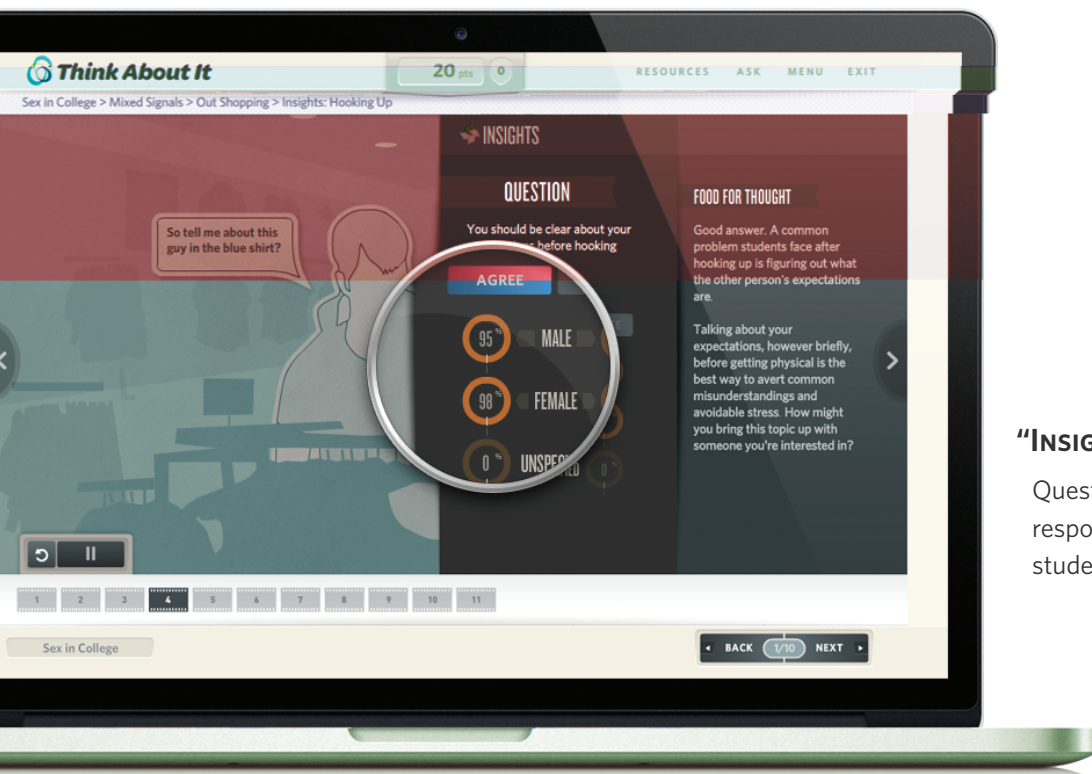 Think About It
20 pts 0
RESOURCES ASK MENU EXIT
Sex in College > Mixed Signals > Out Shopping > Insights: Hooking Up
So tell me about this
guy in the blue shirt?
INSIGHTS
QUESTION
You should be clear about your
before hooking
AGREE
95 % MALE
98 % FEMALE
0 % UNSPECIFIED 0 %
FOOD FOR THOUGHT
Good answer. A common
problem students face after
hooking up is figuring out what
the other person's expectations
are.
Talking about your
expectations, however briefly,
before getting physical is the
best way to avert common
misunderstandings and
avoidable stress. How might
you bring this topic up with
someone you're interested in?
1 2 3 4 5 6 7 8 9 10 11
Sex in College
BACK 1/10 NEXT
"INSIG
Quest
respo
stude